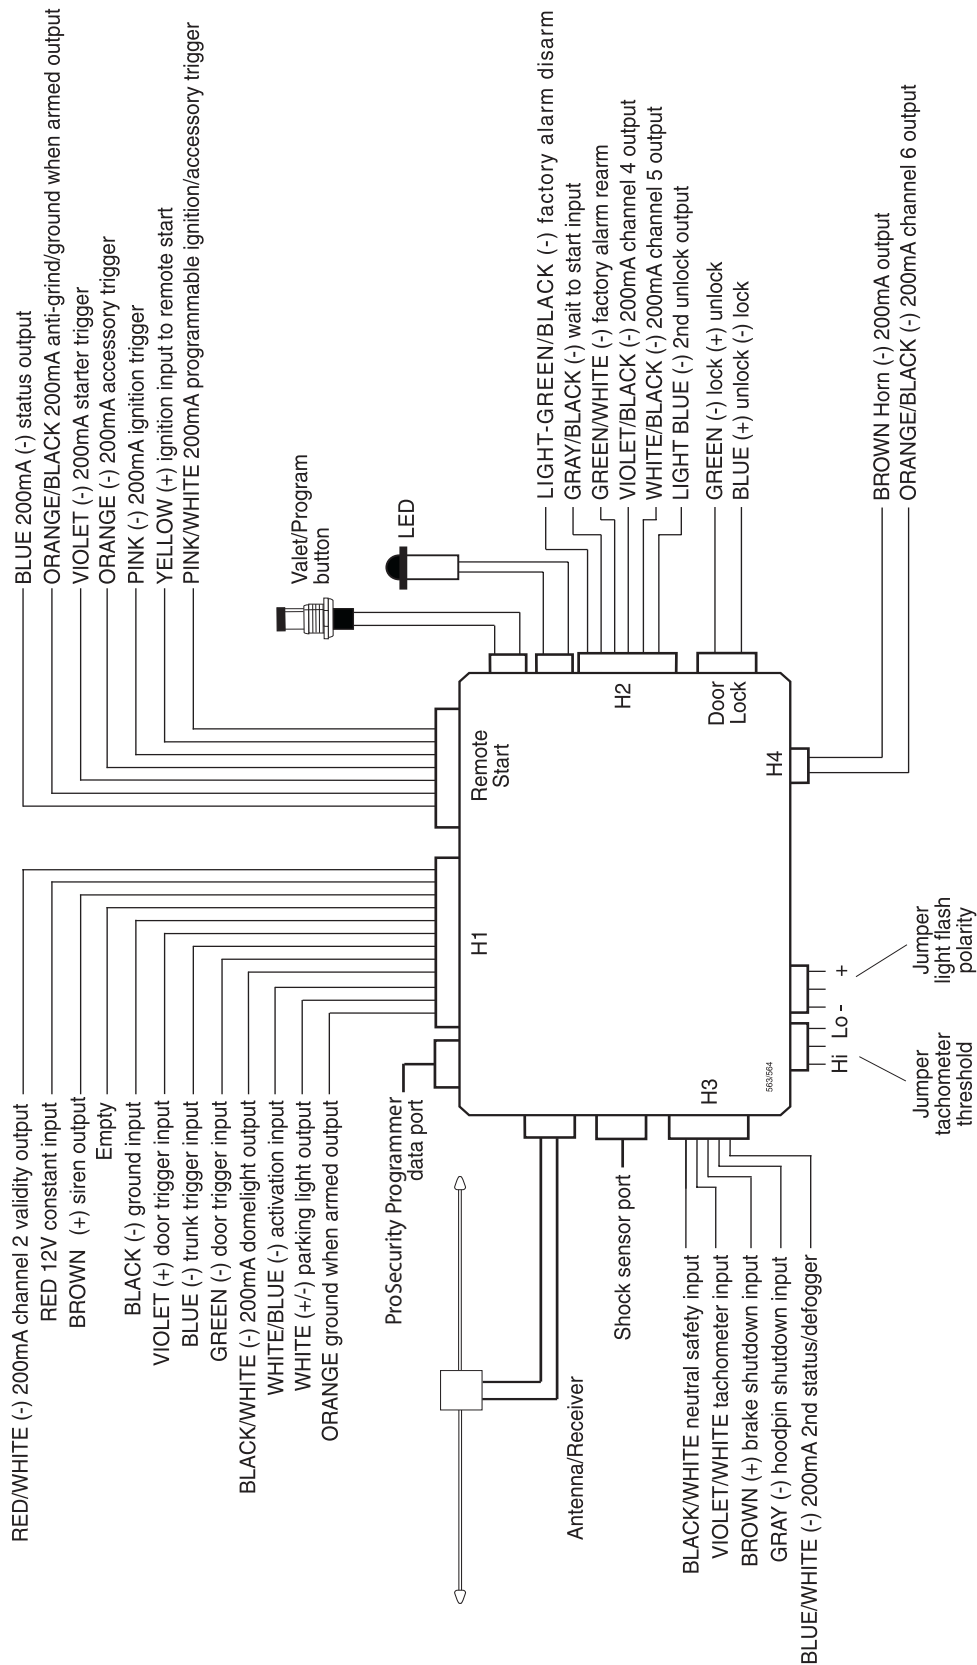 RED/WHITE (-) 200mA channel 2 validity output
RED 12V constant input
BROWN (+) siren output
Empty
BLACK (-) ground input
VIOLET (+) door trigger input
BLUE (-) trunk trigger input
GREEN (-) door trigger input
BLACK/WHITE (-) 200mA domelight output
WHITE/BLUE (-) activation input
WHITE (+/-) parking light output
ORANGE ground when armed output
H1
BLUE 200mA (-) status output
ORANGE/BLACK 200mA anti-grind/ground when armed output
VIOLET (-) 200mA starter trigger
ORANGE (-) 200mA accessory trigger
PINK (-) 200mA ignition trigger
YELLOW (+) ignition input to remote start
PINK/WHITE 200mA programmable ignition/accessory trigger
Remote
Start
Valet/Program
button
LED
ProSecurity Programmer
data port
Antenna/Receiver
Shock sensor port
LIGHT-GREEN/BLACK (-) factory alarm disarm
GRAY/BLACK (-) wait to start input
GREEN/WHITE (-) factory alarm rearm
VIOLET/BLACK (-) 200mA channel 4 output
WHITE/BLACK (-) 200mA channel 5 output
LIGHT BLUE (-) 2nd unlock output
H2
GREEN (-) lock (+) unlock
BLUE (+) unlock (-) lock
Door
Lock
BLACK/WHITE neutral safety input
VIOLET/WHITE tachometer input
BROWN (+) brake shutdown input
GRAY (-) hoodpin shutdown input
BLUE/WHITE (-) 200mA 2nd status/defogger
H3
563/564
H4
BROWN Horn (-) 200mA output
ORANGE/BLACK (-) 200mA channel 6 output
Hi Lo - +
Jumper
tachometer
threshold
Jumper
light flash
polarity